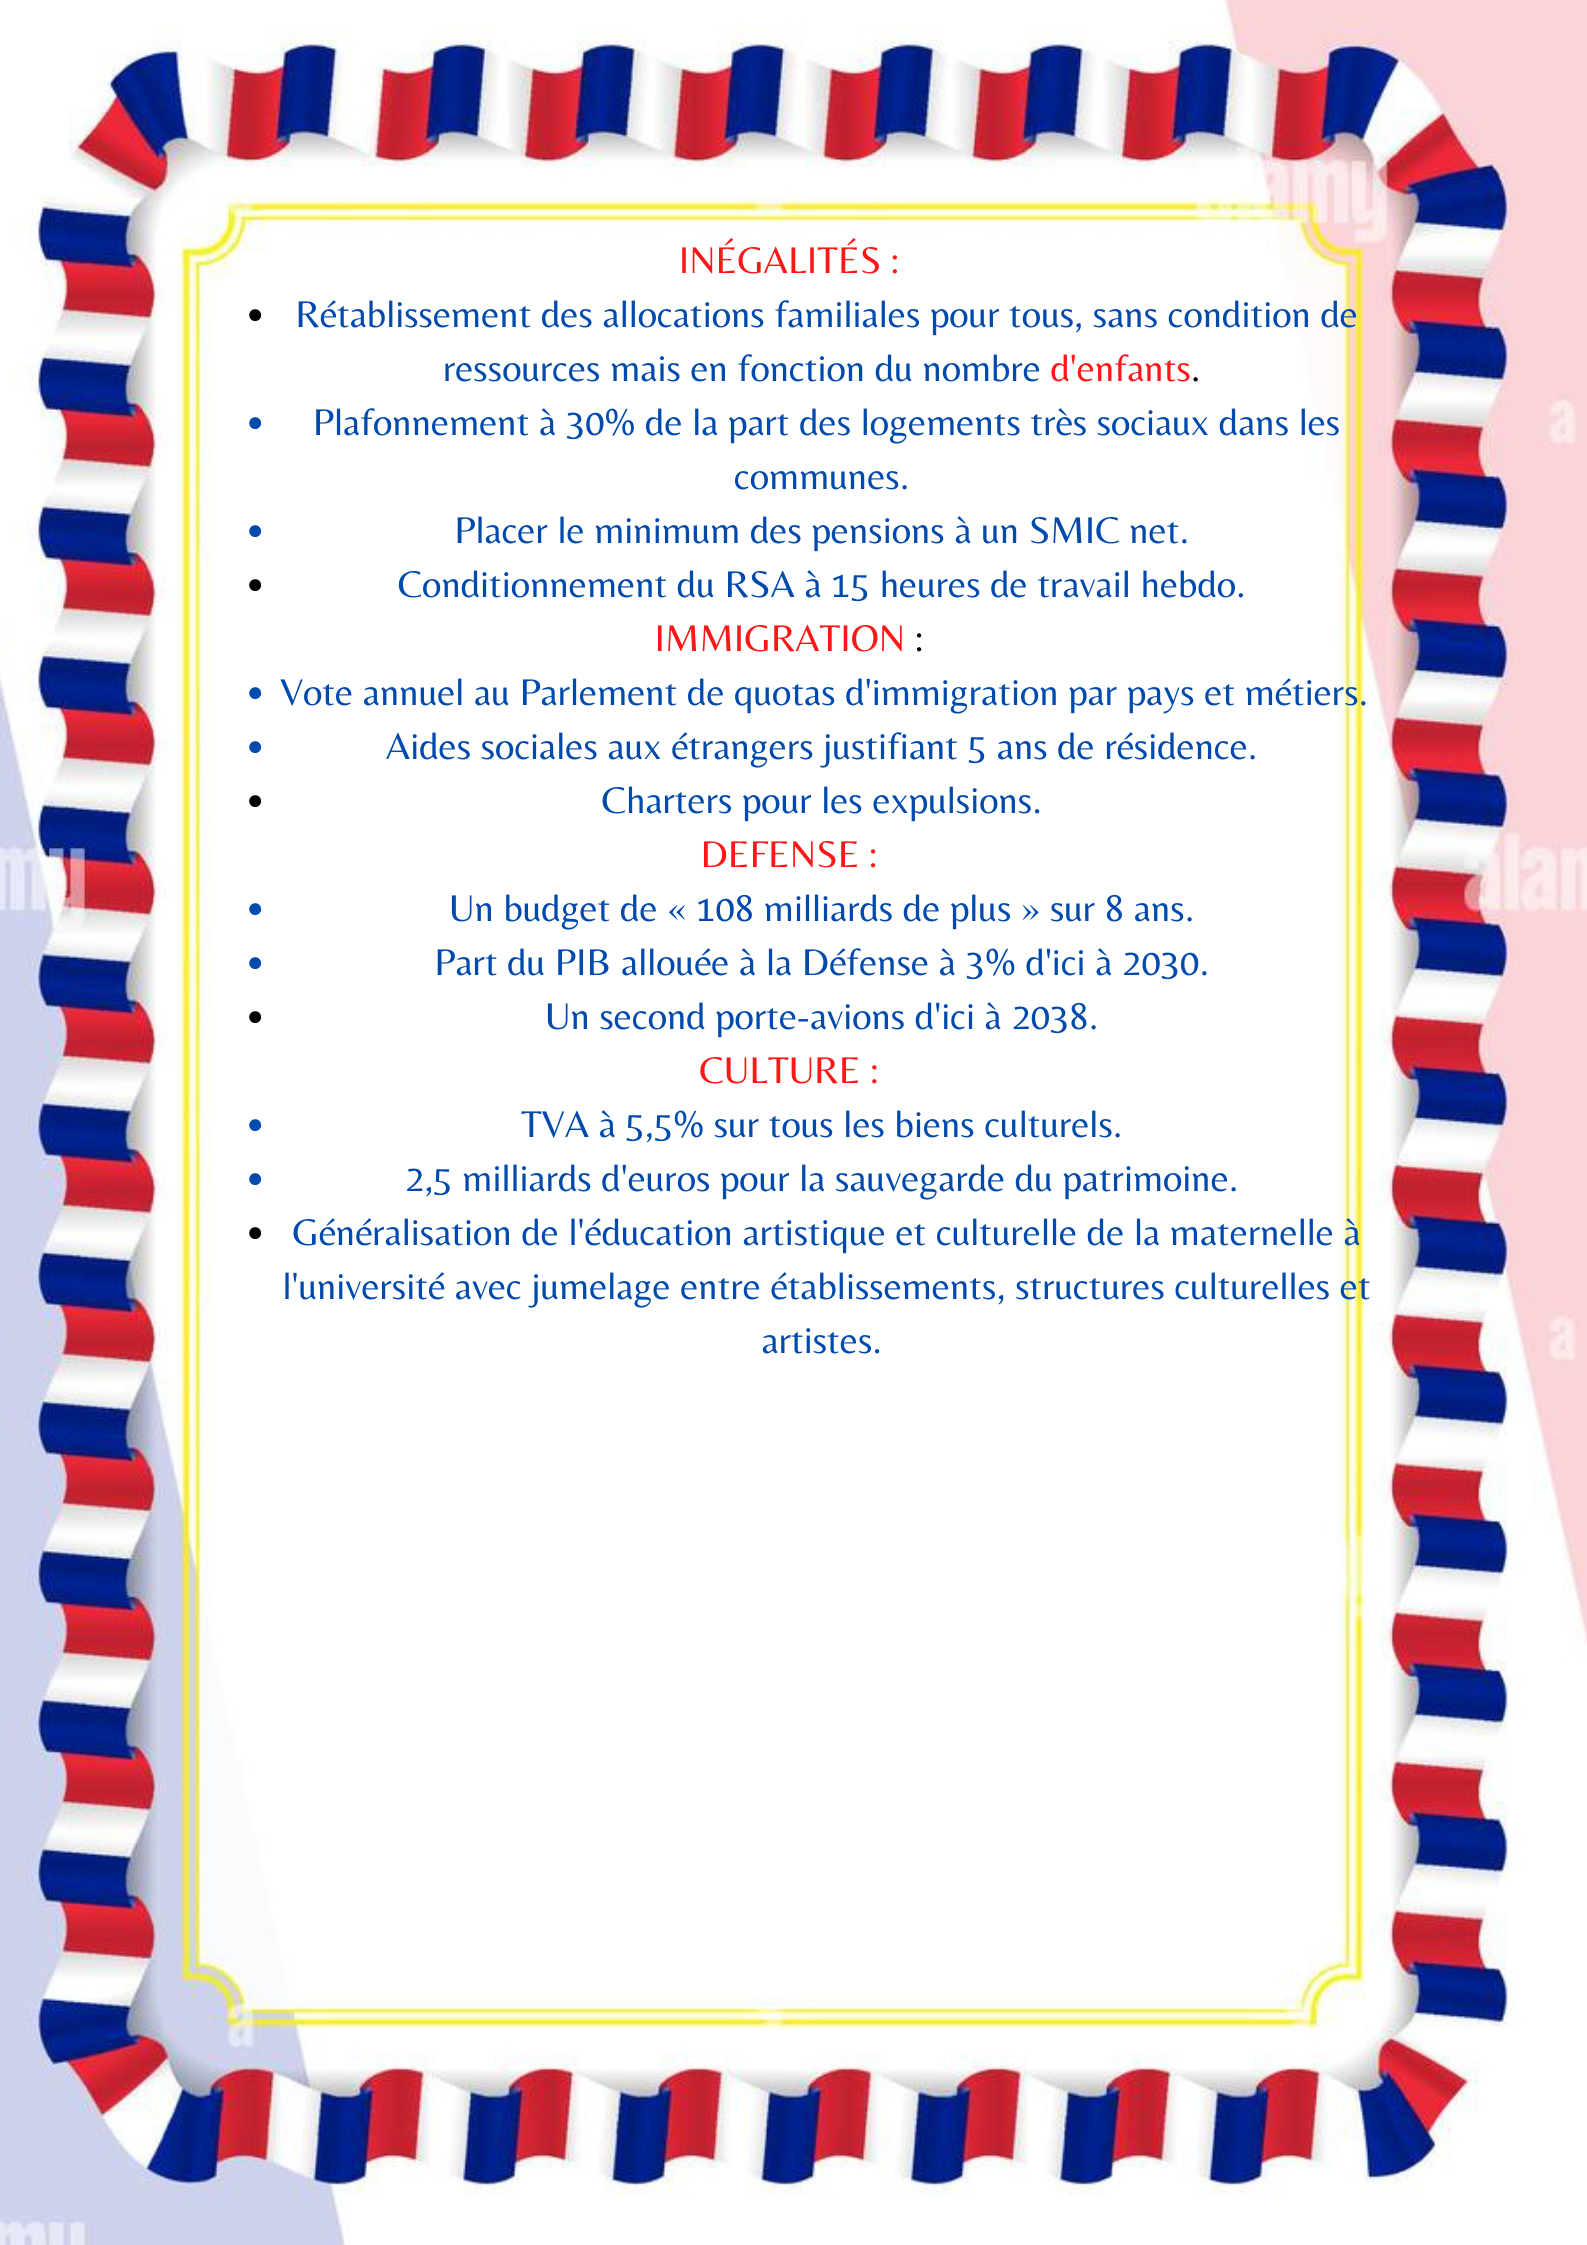 INÉGALITÉS :
• Rétablissement des allocations familiales pour tous, sans condition de
ressources mais en fonction du nombre d'enfants.
• Plafonnement à 30% de la part des logements très sociaux dans les
communes.
• Placer le minimum des pensions à un SMIC net.
• Conditionnement du RSA à 15 heures de travail hebdo.
IMMIGRATION :
• Vote annuel au Parlement de quotas d'immigration par pays et métiers.
• Aides sociales aux étrangers justifiant 5 ans de résidence.
• Charters pour les expulsions.
DEFENSE :
• Un budget de « 108 milliards de plus » sur 8 ans.
• Part du PIB allouée à la Défense à 3% d'ici à 2030.
• Un second porte-avions d'ici à 2038.
CULTURE :
• TVA à 5,5% sur tous les biens culturels.
• 2,5 milliards d'euros pour la sauvegarde du patrimoine.
• Généralisation de l'éducation artistique et culturelle de la maternelle à
l'université avec jumelage entre établissements, structures culturelles et
artistes.
alamy
my
alam
a
a
a
my